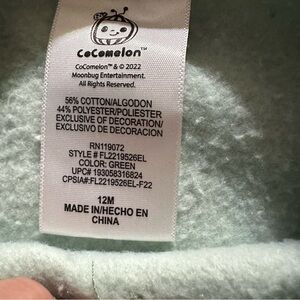 CoComelon™
CoComelon™ & © 2022
Moonbug Entertainment.
All Rights Reserved.
56% COTTON/ALGODON
44% POLYESTER/POLIESTER
EXCLUSIVE OF DECORATION/
EXCLUSIVO DE DECORACION
RN119072
STYLE # FL2219526EL
COLOR: GREEN
UPC# 193058316824
CPSIA#:FL2219526EL-F22
12M
MADE IN/HECHO EN
CHINA